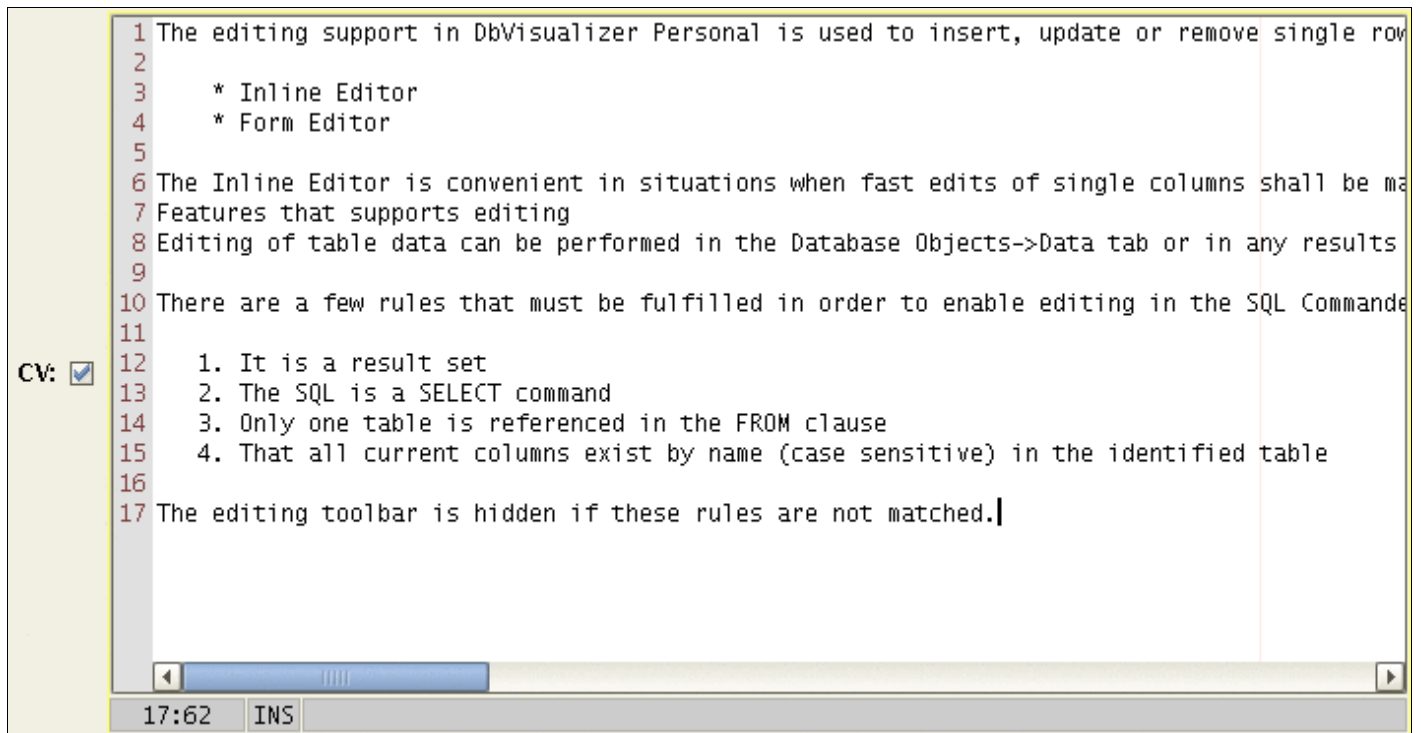 1 The editing support in DbVisualizer Personal is used to insert, update or remove single
2
3 * Inline Editor
4 * Form Editor
5
6 The Inline Editor is convenient in situations when fast edits of single columns shall be
7 Features that supports editing
8 Editing of table data can be performed in the Database Objects->Data tab or in any results
9
10 There are a few rules that must be fulfilled in order to enable editing in the SQL
11
CV:
12 1. It is a result set
13 2. The SQL is a SELECT command
14 3. Only one table is referenced in the FROM clause
15 4. That all current columns exist by name (case sensitive) in the identified table
16
17 The editing toolbar is hidden if these rules are not matched.
17:62 INS